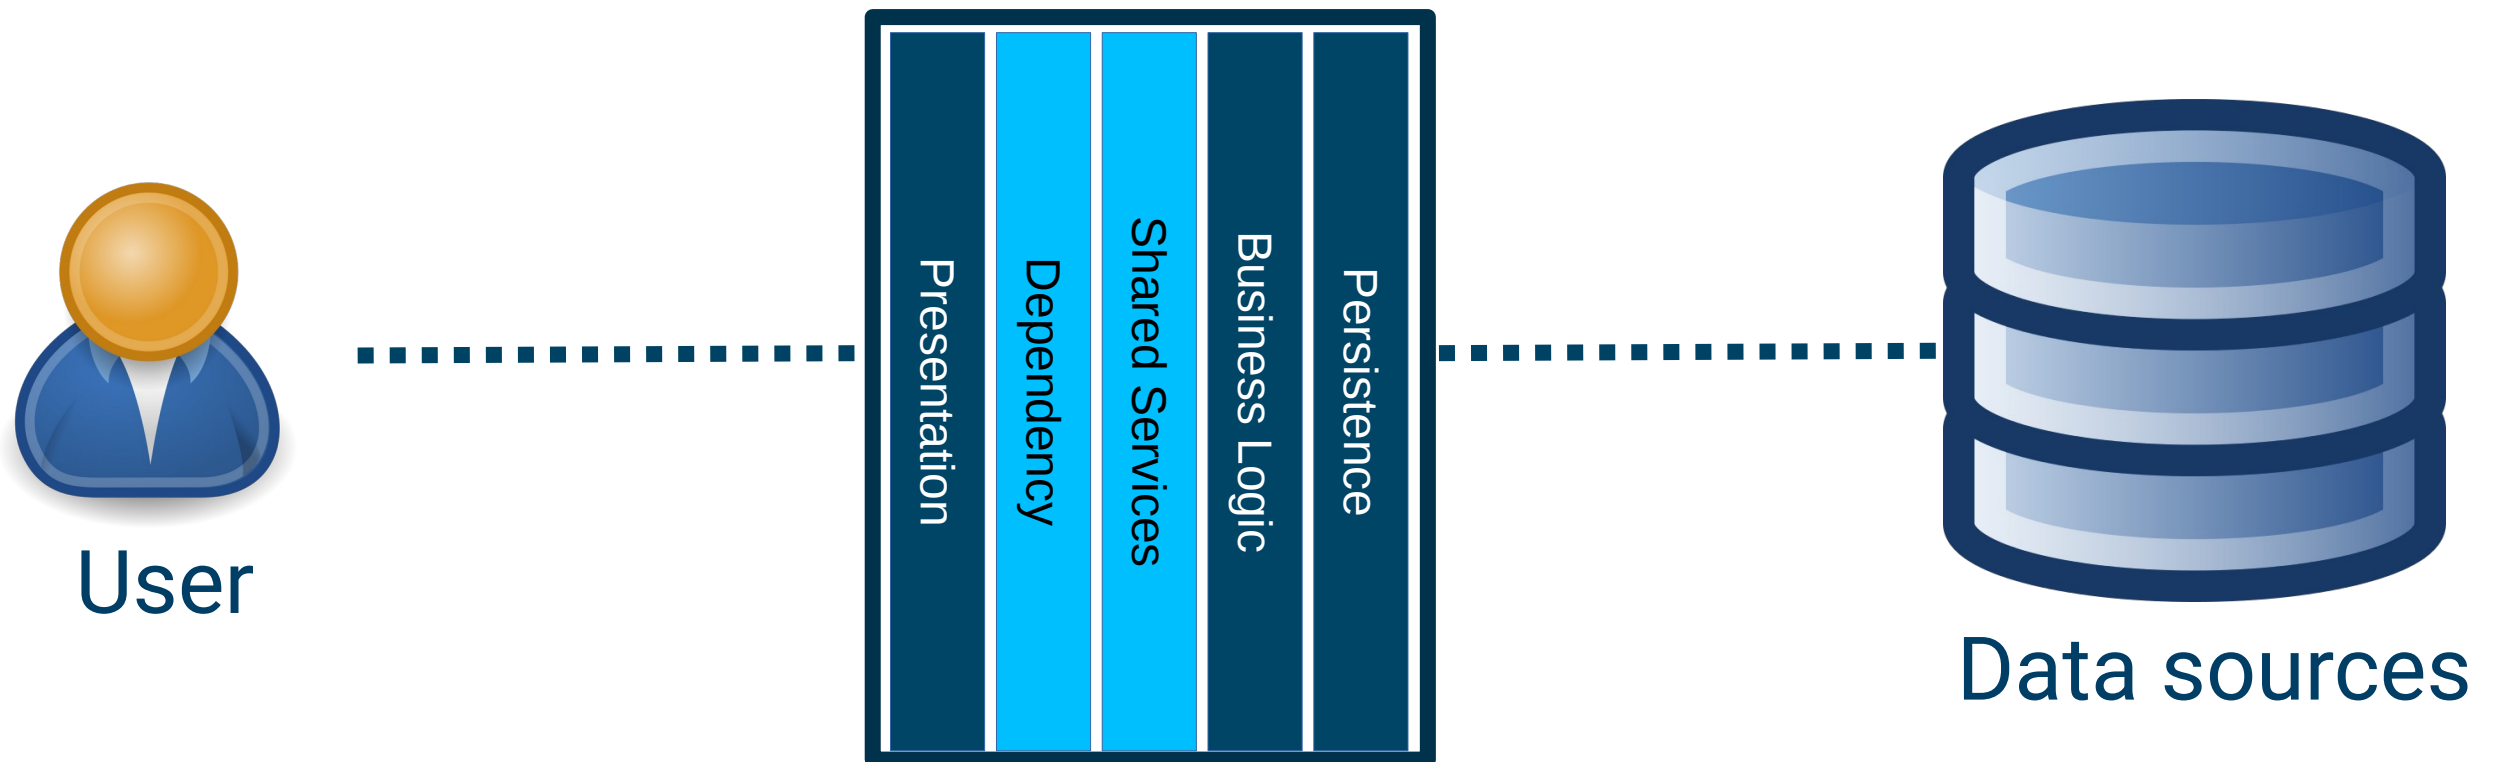 User
Presentation
Dependency
Shared Services
Business Logic
Persistence
Data sources